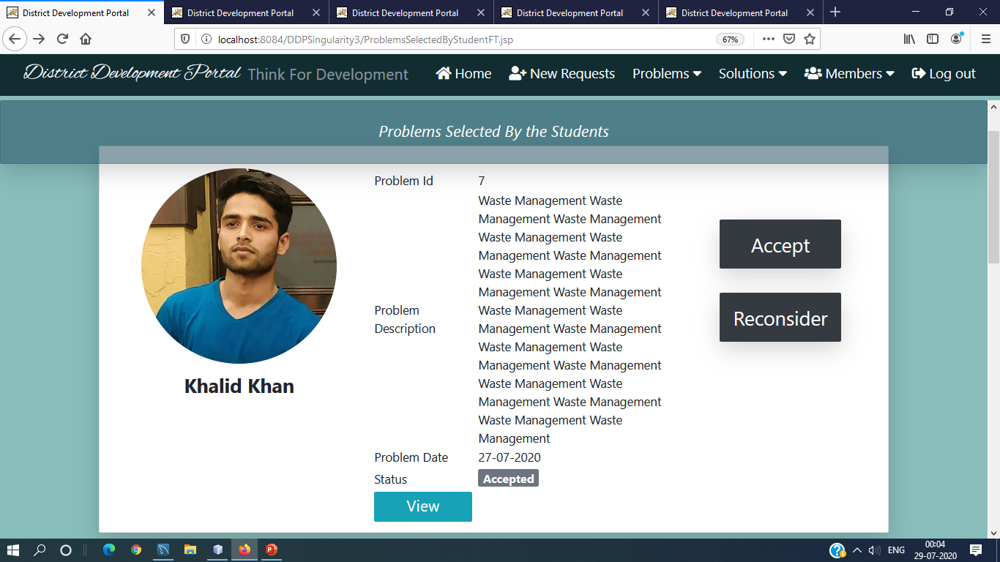 District Development Portal
District Development Portal
District Development Portal
District Development Portal
District Development Portal
localhost:8084/DDPSingularity3/ProblemsSelectedByStudentFT.jsp
67%
District Development Portal Think For Development Home New Requests Problems Solutions Members Log out
Problems Selected By the Students
Khalid Khan
Problem Id 7
Problem
Description
Waste Management Waste
Management Waste Management
Waste Management Waste
Management Waste Management
Waste Management Waste
Management Waste Management
Waste Management Waste
Management Waste Management
Waste Management Waste
Management Waste Management
Waste Management Waste
Management Waste Management
Waste Management Waste
Management
Problem Date 27-07-2020
Status Accepted
View
Accept
Reconsider
ENG
00:04
29-07-2020